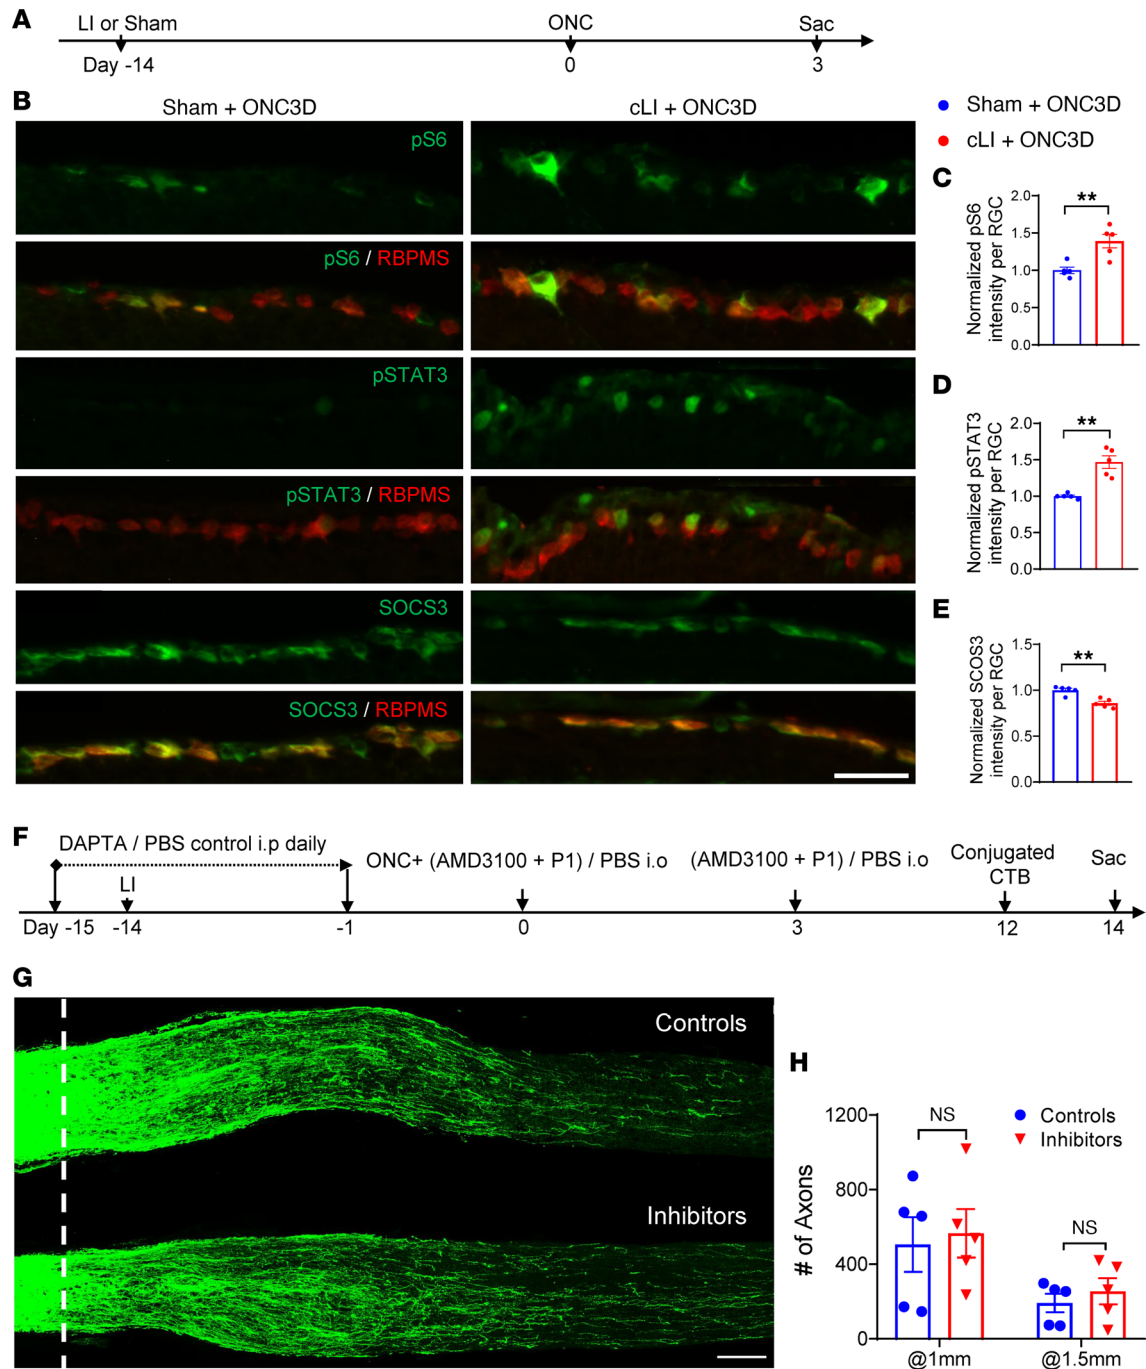 A
LI or Sham
ONC
Sac
Day -14
0
3
B
Sham + ONC3D
cLI + ONC3D
pS6
pS6 / RBPMS
pSTAT3
pSTAT3 / RBPMS
SOCS3
SOCS3 / RBPMS
Sham + ONC3D
cLI + ONC3D
C
Normalized pS6
intensity per RGC
2.0
1.5
1.0
0.5
0.0
**
D
Normalized pSTAT3
intensity per RGC
2.0
1.5
1.0
0.5
0.0
**
E
Normalized SCOS3
intensity per RGC
1.5
1.0
0.5
0.0
**
F
DAPTA / PBS control i.p daily
LI
ONC+ (AMD3100 + P1) / PBS i.o
(AMD3100 + P1) / PBS i.o
Conjugated
CTB
Sac
Day -15
-14
-1
0
3
12
14
G
Controls
Inhibitors
H
# of Axons
1200
800
400
0
NS
NS
Controls
Inhibitors
@1mm
@1.5mm